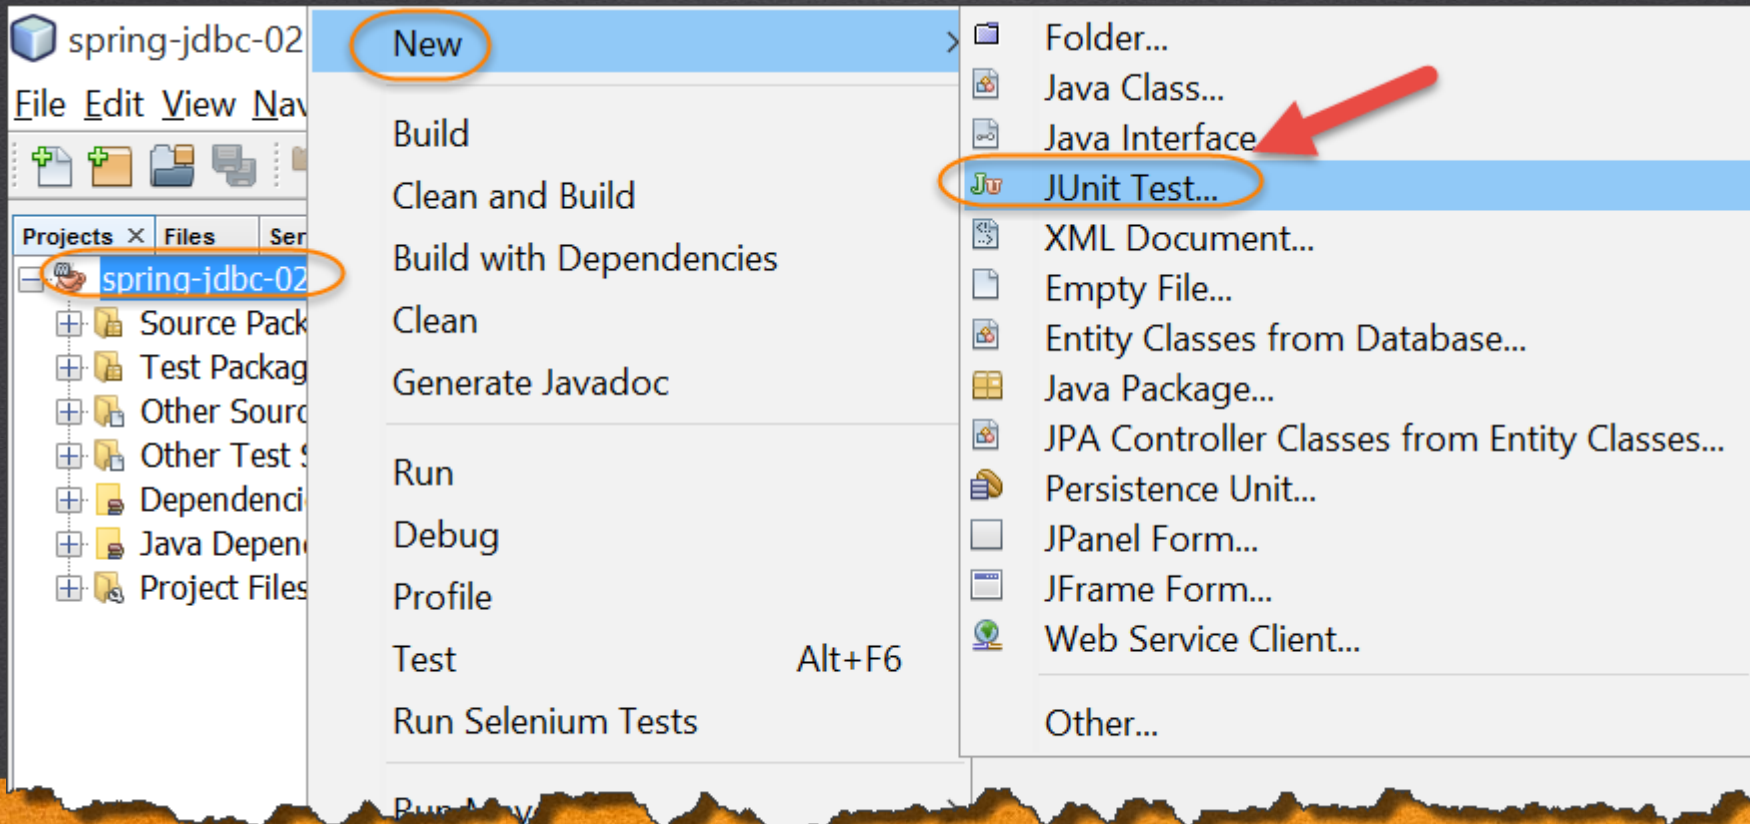 spring-jdbc-02
File Edit View Nav
Projects Files Ser
spring-jdbc-02
Source Pack
Test Packag
Other Sourc
Other Test S
Dependenci
Java Depen
Project Files
New
Build
Clean and Build
Build with Dependencies
Clean
Generate Javadoc
Run
Debug
Profile
Test Alt+F6
Run Selenium Tests
Folder...
Java Class...
Java Interface
JUnit Test...
XML Document...
Empty File...
Entity Classes from Database...
Java Package...
JPA Controller Classes from Entity Classes...
Persistence Unit...
JPanel Form...
JFrame Form...
Web Service Client...
Other...